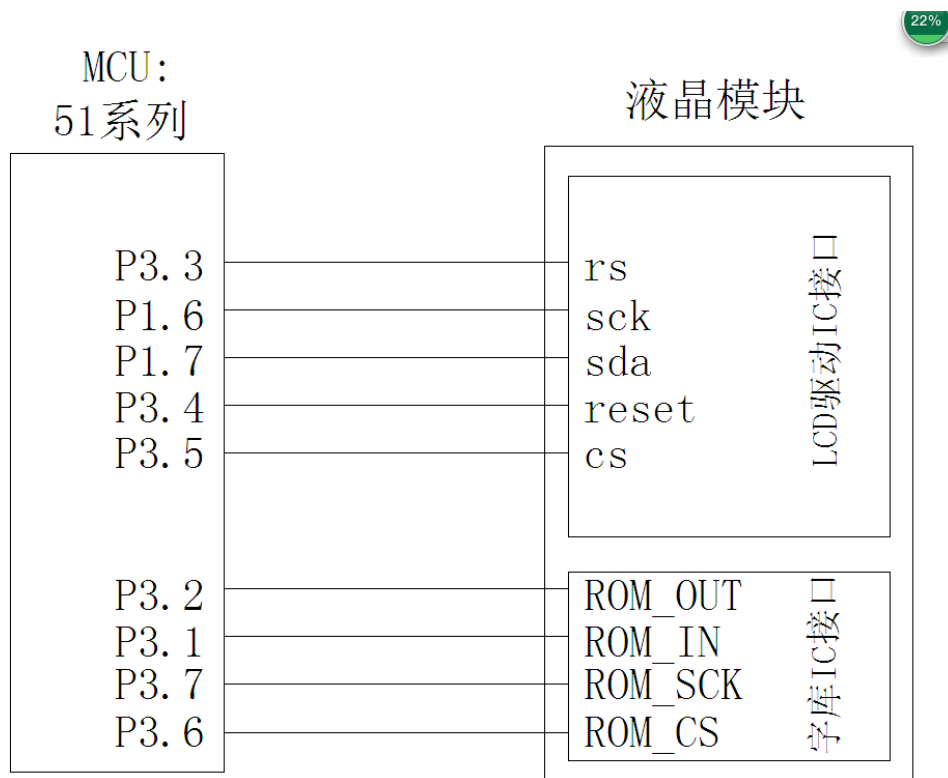 22%
MCU:
51系列
液晶模块
P3.3
rs
P1.6
sck
P1.7
sda
P3.4
reset
P3.5
cs
LCD驱动IC接口
P3.2
ROM_OUT
P3.1
ROM_IN
P3.7
ROM_SCK
P3.6
ROM_CS
字库IC接口